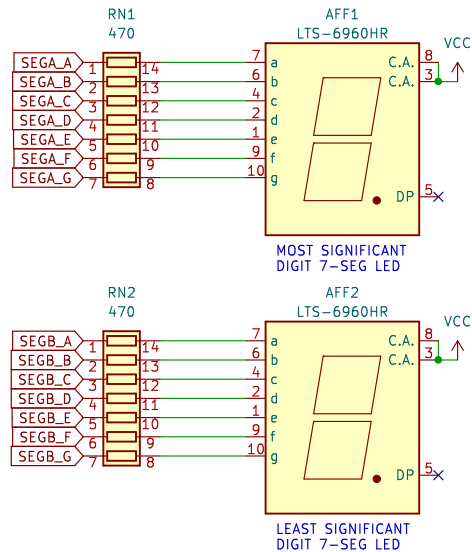 RN1
470
AFF1
LTS-6960HR
VCC
SEGA_A 1 14 7 a C.A. 8
SEGA_B 2 13 6 b C.A. 3
SEGA_C 3 12 4 c
SEGA_D 4 11 2 d
SEGA_E 5 10 1 e
SEGA_F 6 9 9 f
SEGA_G 7 8 10 g
DP 5
MOST SIGNIFICANT
DIGIT 7-SEG LED
RN2
470
AFF2
LTS-6960HR
VCC
SEGB_A 1 14 7 a C.A. 8
SEGB_B 2 13 6 b C.A. 3
SEGB_C 3 12 4 c
SEGB_D 4 11 2 d
SEGB_E 5 10 1 e
SEGB_F 6 9 9 f
SEGB_G 7 8 10 g
DP 5
LEAST SIGNIFICANT
DIGIT 7-SEG LED